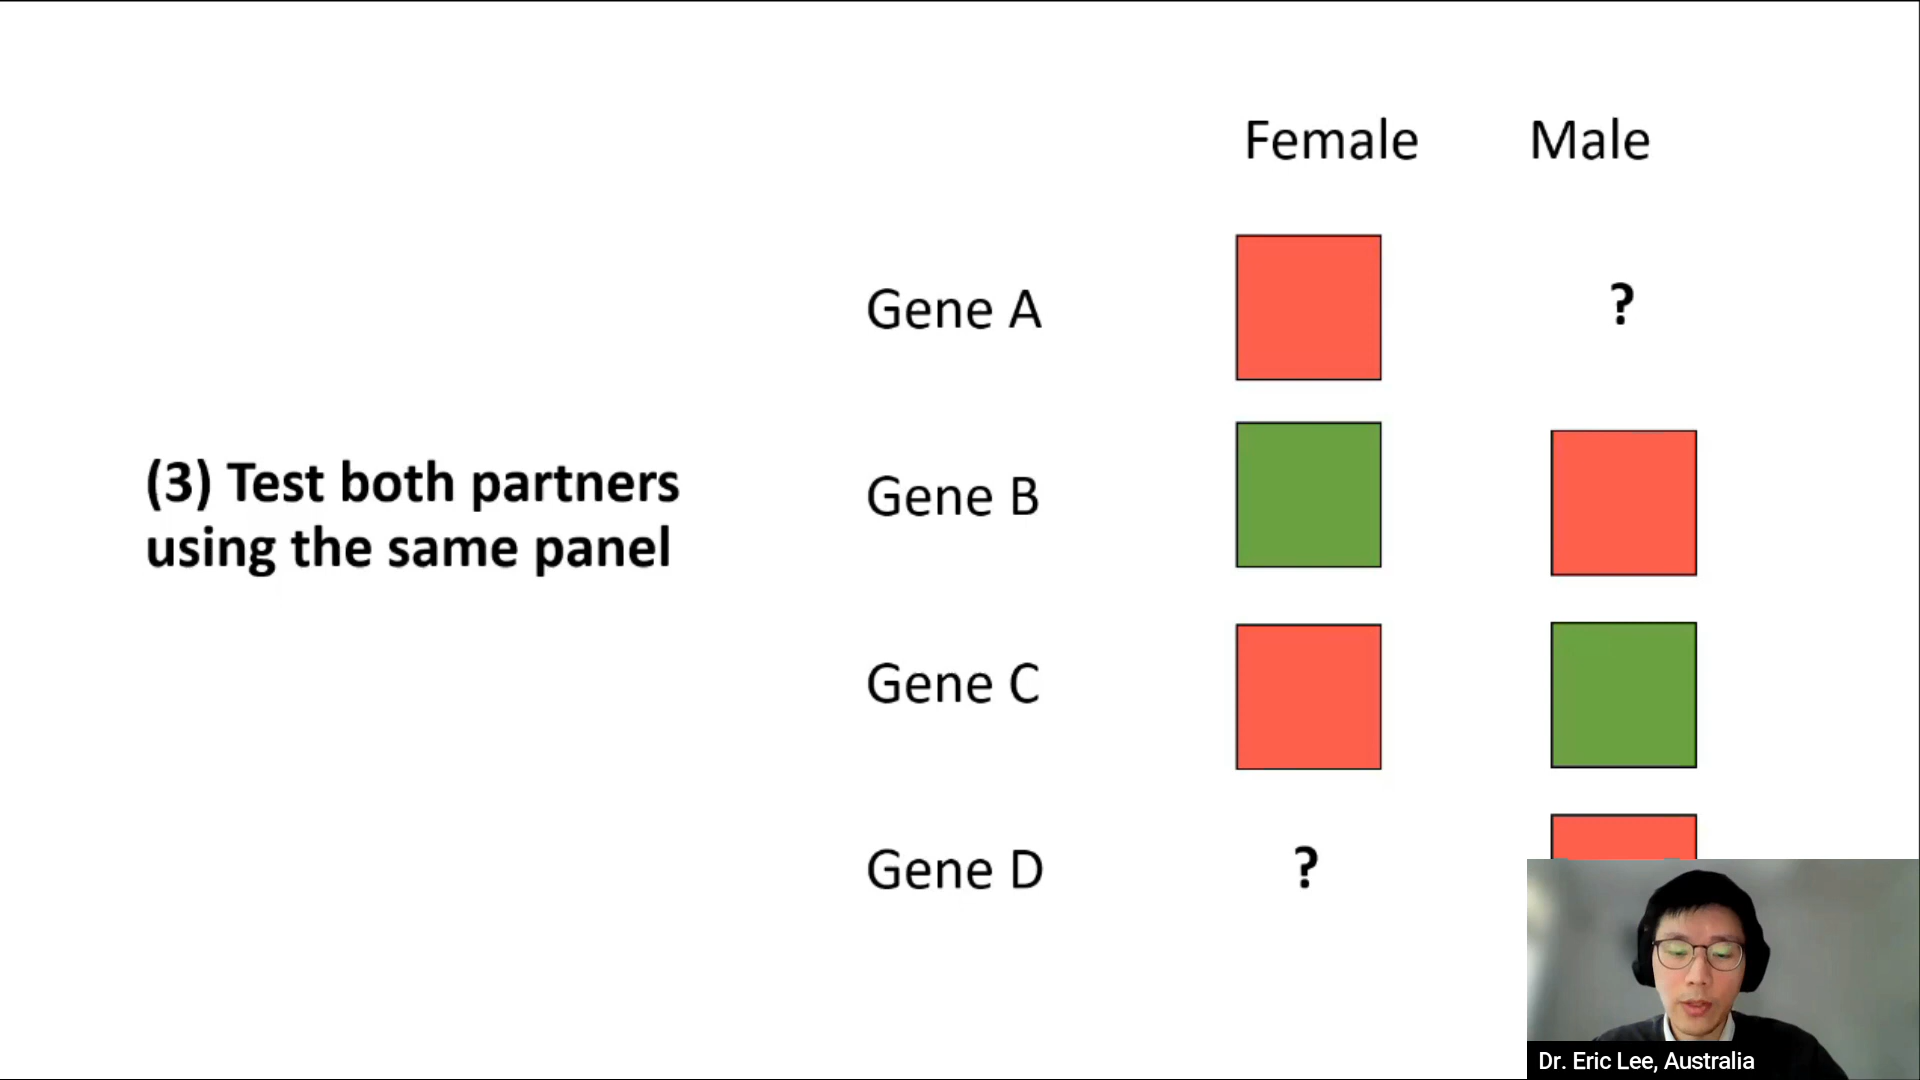 Female Male
Gene A ?
(3) Test both partners
using the same panel
Gene B
Gene C
Gene D ?
Dr. Eric Lee, Australia